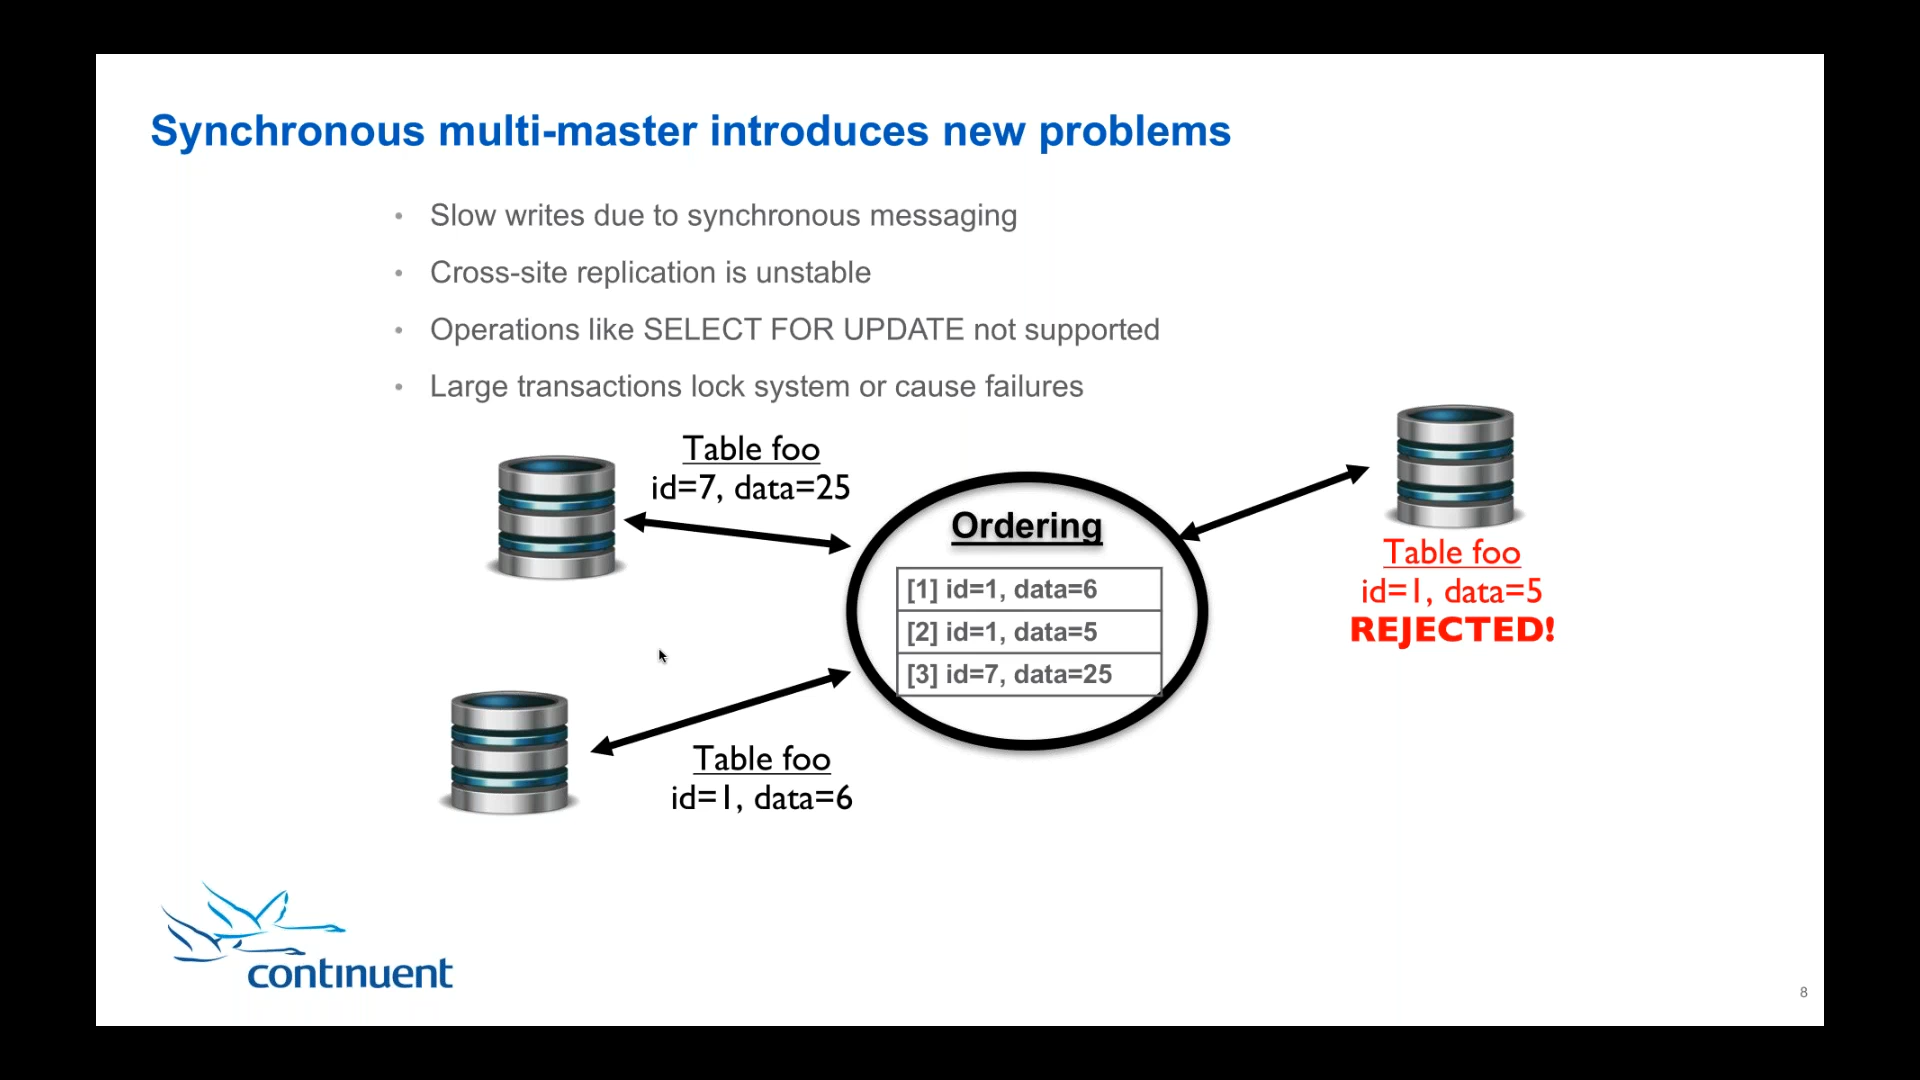 Synchronous multi-master introduces new problems
• Slow writes due to synchronous messaging
• Cross-site replication is unstable
• Operations like SELECT FOR UPDATE not supported
• Large transactions lock system or cause failures
Table foo
id=7, data=25
Ordering
[1] id=1, data=6
[2] id=1, data=5
[3] id=7, data=25
Table foo
id=1, data=5
REJECTED!
Table foo
id=1, data=6
continuent
8